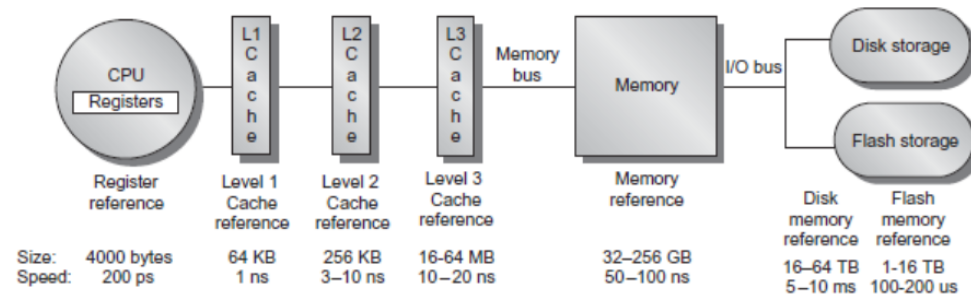 CPU
Registers
L1
C
a
c
h
e
L2
C
a
c
h
e
L3
C
a
c
h
e
Memory
bus
Memory
I/O bus
Disk storage
Flash storage
Register
reference
Level 1
Cache
reference
Level 2
Cache
reference
Level 3
Cache
reference
Memory
reference
Disk
memory
reference
Flash
memory
reference
Size: 4000 bytes 64 KB 256 KB 16-64 MB 32–256 GB 16–64 TB 1-16 TB
Speed: 200 ps 1 ns 3–10 ns 10–20 ns 50–100 ns 5–10 ms 100-200 us